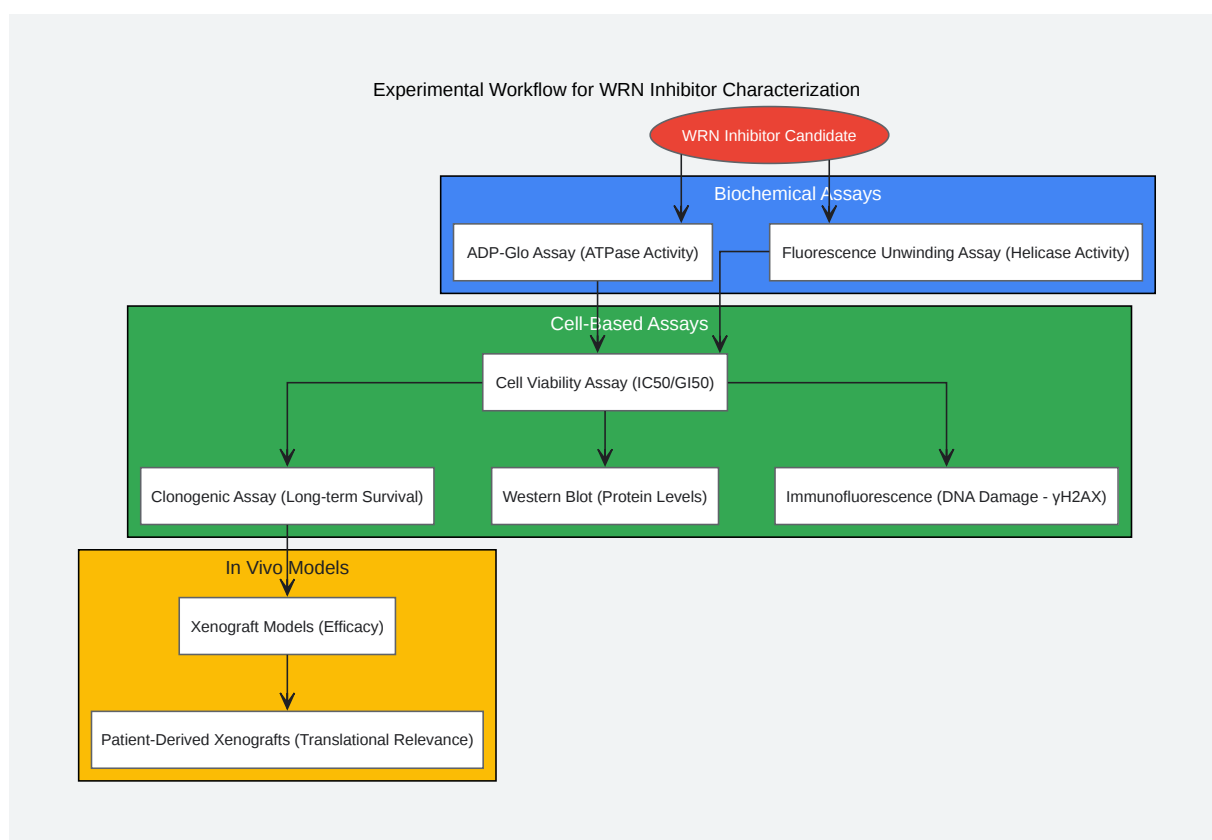 Experimental Workflow for WRN Inhibitor Characterization
WRN Inhibitor Candidate
Biochemical Assays
ADP-Glo Assay (ATPase Activity)
Fluorescence Unwinding Assay (Helicase Activity)
Cell-Based Assays
Cell Viability Assay (IC50/GI50)
Clonogenic Assay (Long-term Survival)
Western Blot (Protein Levels)
Immunofluorescence (DNA Damage - γH2AX)
In Vivo Models
Xenograft Models (Efficacy)
Patient-Derived Xenografts (Translational Relevance)